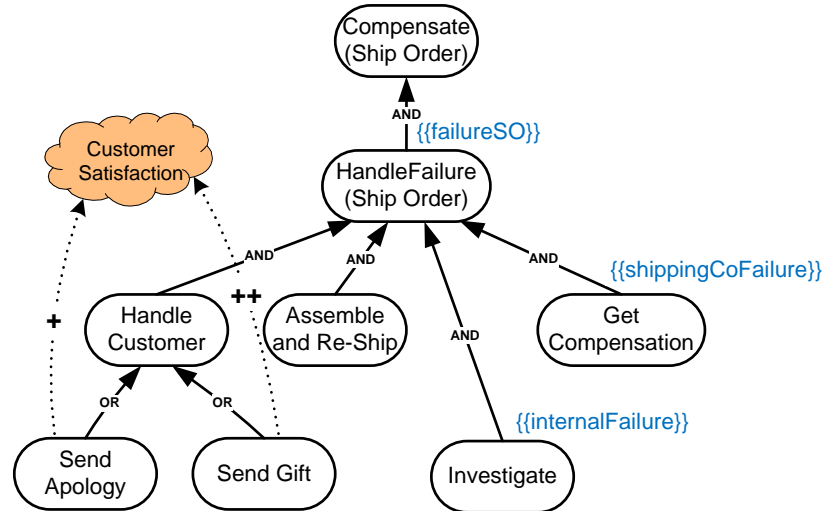 Compensate
(Ship Order)
AND
{{failureSO}}
Customer
Satisfaction
HandleFailure
(Ship Order)
AND
AND
AND
{{shippingCoFailure}}
++
+
Handle
Customer
Assemble
and Re-Ship
AND
Get
Compensation
OR
OR
{{internalFailure}}
Send
Apology
Send Gift
Investigate